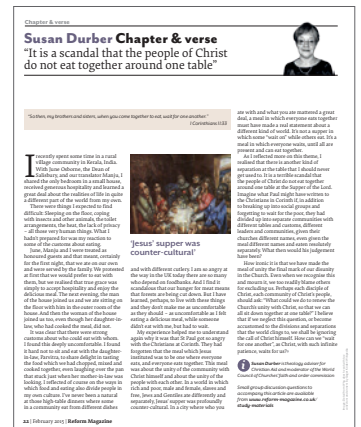 Chapter & verse
Susan Durber Chapter & verse
“It is a scandal that the people of Christ
do not eat together around one table”
“So then, my brothers and sisters, when you come together to eat, wait for one another.”
1 Corinthians 11:33
I recently spent some time in a rural
village community in Kerala, India.
With June Osborne, the Dean of
Salisbury, and our translator Manju, I
shared the only bedroom in a small house,
received generous hospitality and learned a
great deal about the realities of life in quite
a different part of the world from my own.
There were things I expected to find
difficult: Sleeping on the floor, coping
with insects and other animals, the toilet
arrangements, the heat, the lack of privacy
– all these very human things. What I
hadn't prepared for was my reaction to
some of the customs about eating.
June, Manju and I were treated as
honoured guests and that meant, certainly
for the first night, that we ate on our own
and were served by the family. We protested
at first that we would prefer to eat with
them, but we realised that true grace was
simply to accept hospitality and enjoy the
delicious meal. The next evening, the man
of the house joined us and we sat sitting on
the floor with him in the outer room of the
house. And then the woman of the house
joined us too, even though her daughter-in-
law, who had cooked the meal, did not.
It was clear that there were strong
customs about who could eat with whom.
I found this deeply uncomfortable. I found
it hard not to sit and eat with the daughter-
in-law, Pavitra, to share delight in tasting
the food which we had chopped, mixed and
cooked together, even laughing over the pan
that stuck just when her mother-in-law was
looking. I reflected of course on the ways in
which food and eating also divide people in
my own culture. I've never been a natural
at those high-table dinners where some
in a community eat from different dishes
‘Jesus’ supper was
counter-cultural’
and with different cutlery. I am so angry at
the way in the UK today there are so many
who depend on foodbanks. And I find it
scandalous that our hunger for meat means
that forests are being cut down. But I have
learned, perhaps, to live with these things
and they don't make me as uncomfortable
as they should – as uncomfortable as I felt
eating a delicious meal, while someone
didn't eat with me, but had to wait.
My experience helped me to understand
again why it was that St Paul got so angry
with the Christians at Corinth. They had
forgotten that the meal which Jesus
instituted was to be one where everyone
eats, and everyone eats together. This meal
was about the unity of the community with
Christ himself and about the unity of the
people with each other. In a world in which
rich and poor, male and female, slaves and
free, Jews and Gentiles ate differently and
separately, Jesus' supper was profoundly
counter-cultural. In a city where who you
ate with and what you ate mattered a great
deal, a meal in which everyone eats together
must have made a real statement about a
different kind of world. It's not a supper in
which some “wait on” while others eat. It's a
meal in which everyone waits, until all are
present and can eat together.
As I reflected more on this theme, I
realised that there is another kind of
separation at the table that I should never
get used to. It is a terrible scandal that
the people of Christ do not eat together
around one table at the Supper of the Lord.
Imagine what Paul might have written to
the Christians in Corinth if, in addition
to breaking up into social groups and
forgetting to wait for the poor, they had
divided up into separate communities with
different tables and customs, different
leaders and communities, given their
churches different names, even given the
meal different names and eaten resolutely
separately. What then would his judgement
have been?
How ironic it is that we have made the
meal of unity the final mark of our disunity
in the Church. Even when we recognise this
and mourn it, we too readily blame others
for excluding us. Perhaps each disciple of
Christ, each community of Christ's people
should ask: “What could we do to renew the
Church's unity with Christ, so that we can
all sit down together at one table?” I believe
that if we neglect this question, or become
accustomed to the divisions and separations
that the world clings to, we shall be ignoring
the call of Christ himself. How can we “wait
for one another”, as Christ, with such infinite
patience, waits for us?
Susan Durber is theology adviser for
Christian Aid and moderator of the World
Council of Churches' faith and order commission
Small group discussion questions to
accompany this article are available
from www.reform-magazine.co.uk/
study-materials
22 | February 2015 | Reform Magazine